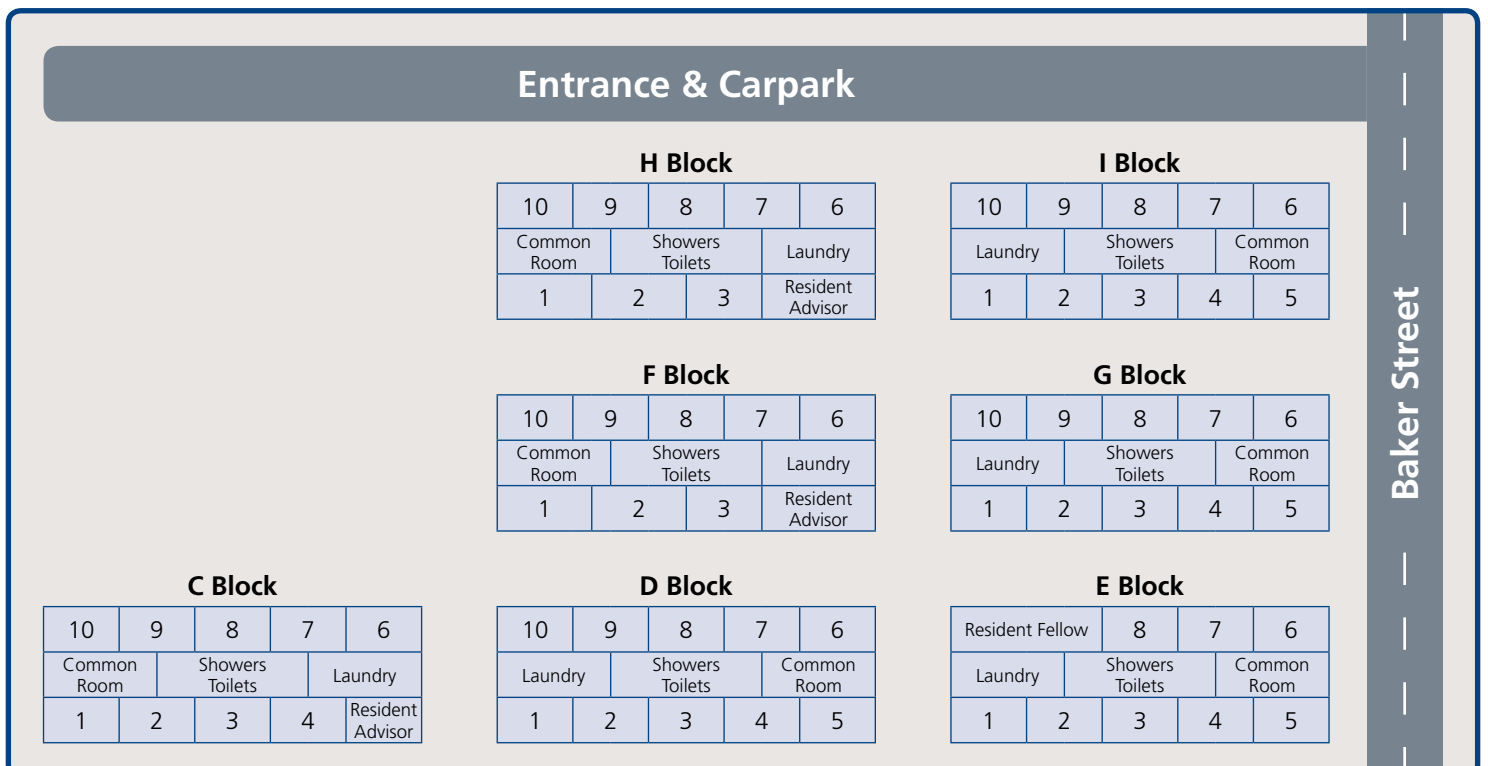 Entrance & Carpark
H Block
10 9 8 7 6
Common Room Showers Toilets Laundry
1 2 3 Resident Advisor
I Block
10 9 8 7 6
Laundry Showers Toilets Common Room
1 2 3 4 5
F Block
10 9 8 7 6
Common Room Showers Toilets Laundry
1 2 3 Resident Advisor
G Block
10 9 8 7 6
Laundry Showers Toilets Common Room
1 2 3 4 5
C Block
10 9 8 7 6
Common Room Showers Toilets Laundry
1 2 3 4 Resident Advisor
D Block
10 9 8 7 6
Laundry Showers Toilets Common Room
1 2 3 4 5
E Block
Resident Fellow 8 7 6
Laundry Showers Toilets Common Room
1 2 3 4 5
Baker Street